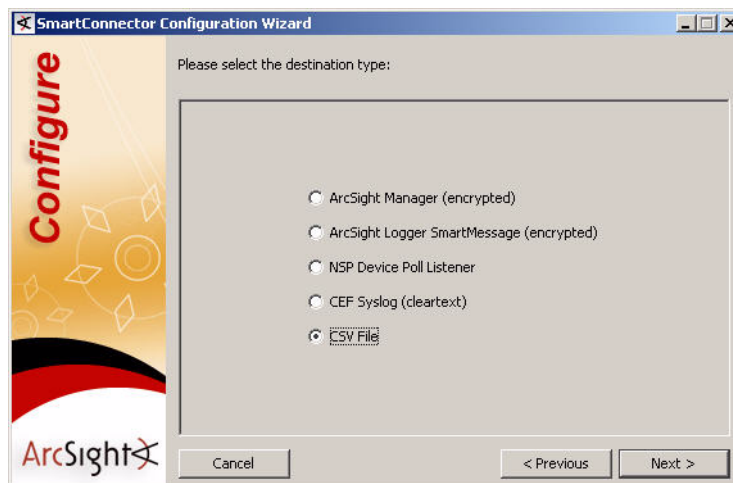 SmartConnector Configuration Wizard
Configure
Please select the destination type:
ArcSight Manager (encrypted)
ArcSight Logger SmartMessage (encrypted)
NSP Device Poll Listener
CEF Syslog (cleartext)
CSV File
ArcSight
Cancel
< Previous
Next >